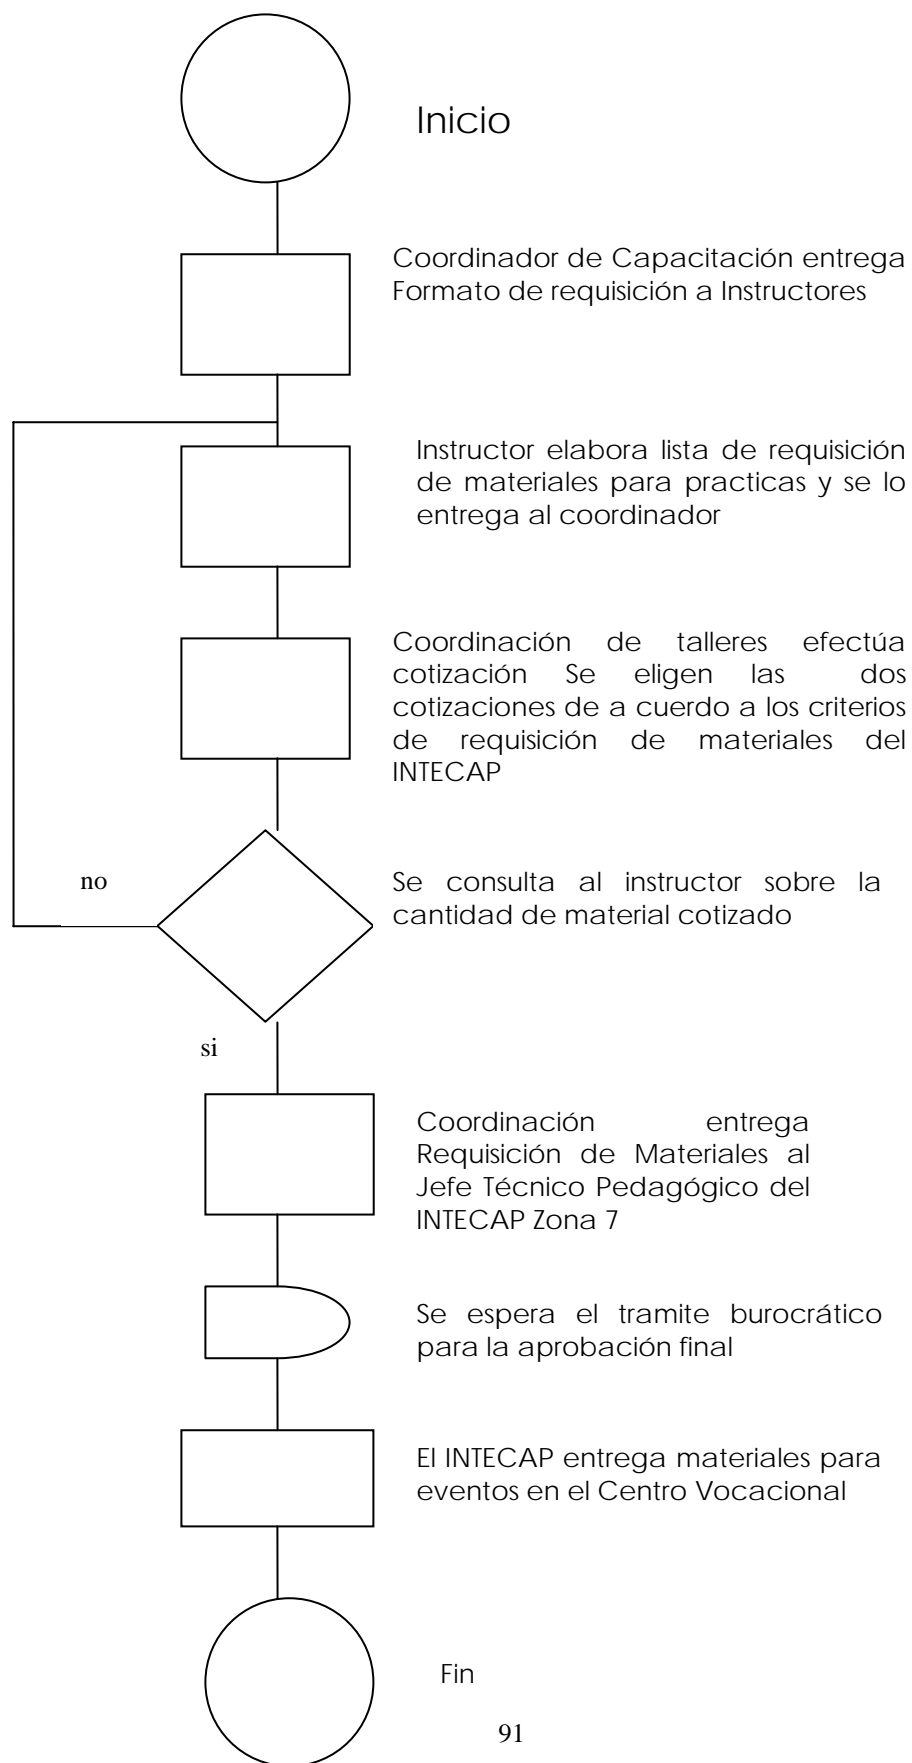 Inicio
Coordinador de Capacitación entrega
Formato de requisición a Instructores
Instructor elabora lista de requisición
de materiales para practicas y se lo
entrega al coordinador
Coordinación de talleres efectúa
cotización Se eligen las dos
cotizaciones de a cuerdo a los criterios
de requisición de materiales del
INTECAP
no
Se consulta al instructor sobre la
cantidad de material cotizado
si
Coordinación entrega
Requisición de Materiales al
Jefe Técnico Pedagógico del
INTECAP Zona 7
Se espera el tramite burocrático
para la aprobación final
El INTECAP entrega materiales para
eventos en el Centro Vocacional
Fin
91